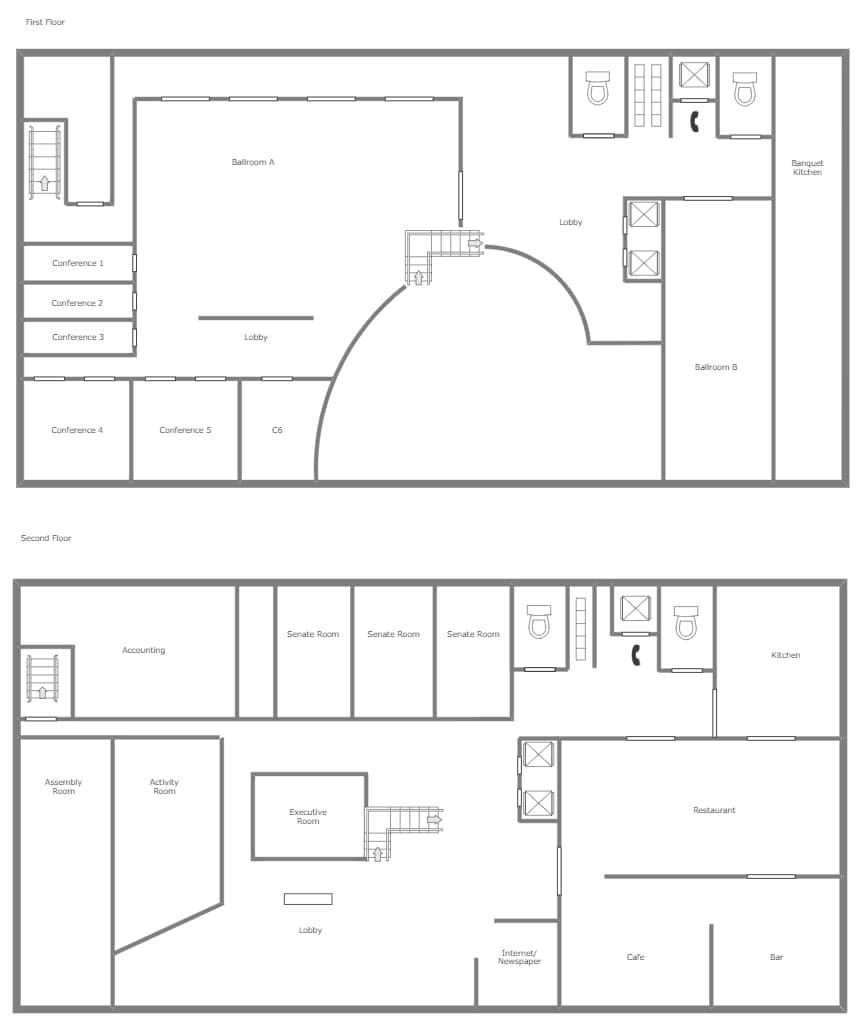 First Floor
Ballroom A
Banquet
Kitchen
Lobby
Conference 1
Conference 2
Conference 3
Lobby
Ballroom B
Conference 4
Conference 5
C6
Second Floor
Senate Room
Senate Room
Senate Room
Accounting
Kitchen
Assembly
Room
Activity
Room
Executive
Room
Restaurant
Lobby
Internet/
Newspaper
Cafe
Bar